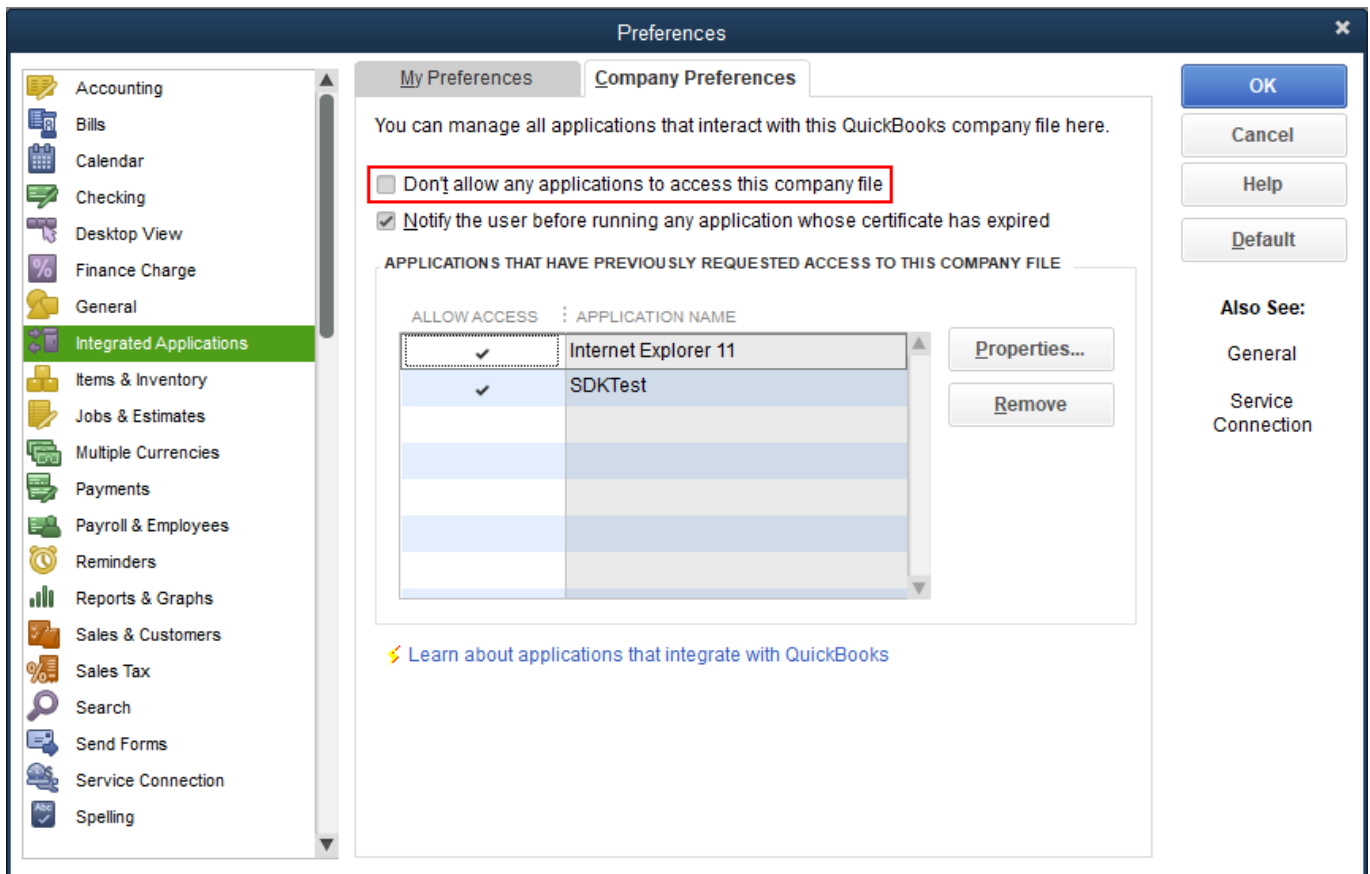 Preferences
Accounting
Bills
Calendar
Checking
Desktop View
Finance Charge
General
Integrated Applications
Items & Inventory
Jobs & Estimates
Multiple Currencies
Payments
Payroll & Employees
Reminders
Reports & Graphs
Sales & Customers
Sales Tax
Search
Send Forms
Service Connection
Abc
Spelling
My Preferences
Company Preferences
You can manage all applications that interact with this QuickBooks company file here.
Don't allow any applications to access this company file
Notify the user before running any application whose certificate has expired
APPLICATIONS THAT HAVE PREVIOUSLY REQUESTED ACCESS TO THIS COMPANY FILE
ALLOW ACCESS APPLICATION NAME
Internet Explorer 11
SDKTest
Properties...
Remove
Learn about applications that integrate with QuickBooks
OK
Cancel
Help
Default
Also See:
General
Service
Connection